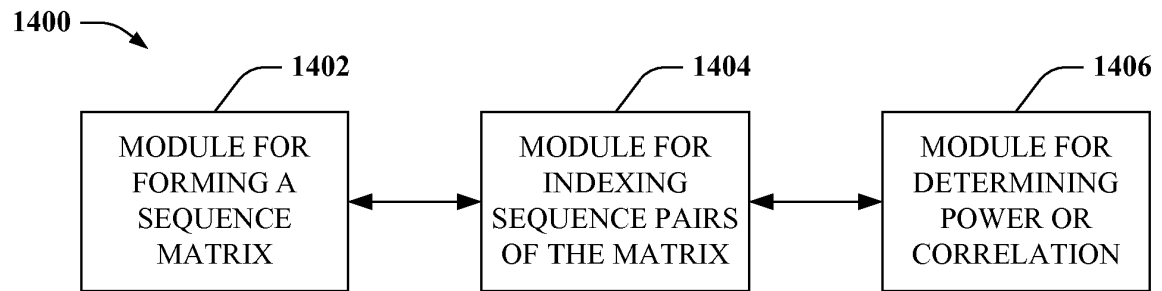 1400
1402
1404
1406
MODULE FOR
FORMING A
SEQUENCE
MATRIX
MODULE FOR
INDEXING
SEQUENCE PAIRS
OF THE MATRIX
MODULE FOR
DETERMINING
POWER OR
CORRELATION